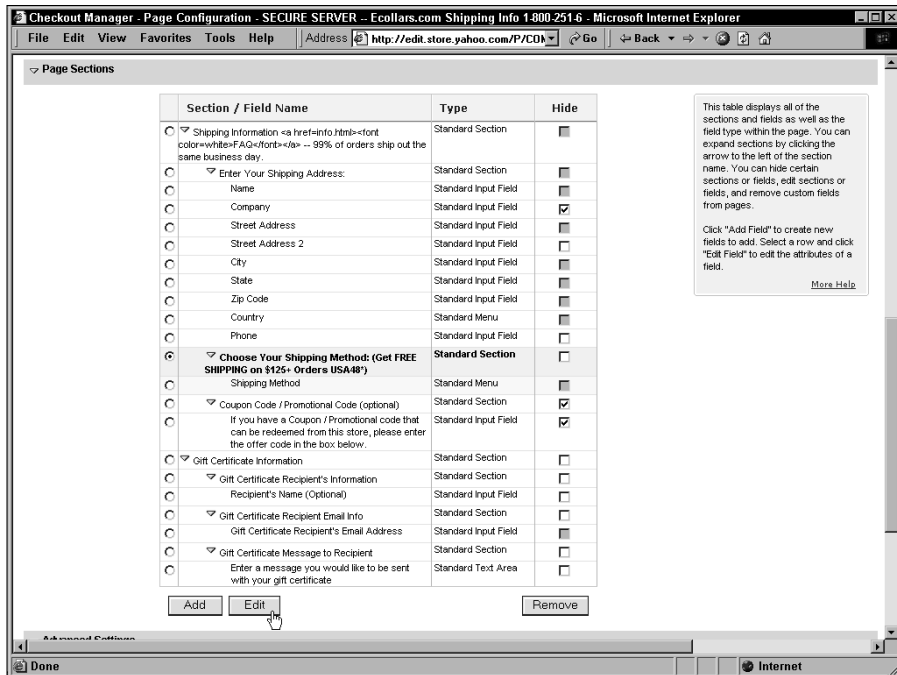 Checkout Manager - Page Configuration - SECURE SERVER -- Ecollars.com Shipping Info 1-800-251-6 - Microsoft Internet Explorer
File Edit View Favorites Tools Help Address http://edit.store.yahoo.com/P/CON Go Back
Page Sections
Section / Field Name Type Hide
Shipping Information <a href=info.html><font Standard Section
color=white>FAQ</font></a> -- 99% of orders ship out the
same business day.
Enter Your Shipping Address: Standard Section
Name Standard Input Field
Company Standard Input Field
Street Address Standard Input Field
Street Address 2 Standard Input Field
City Standard Input Field
State Standard Input Field
Zip Code Standard Input Field
Country Standard Menu
Phone Standard Input Field
Choose Your Shipping Method: (Get FREE Standard Section
SHIPPING on $125+ Orders USA48*)
Shipping Method Standard Menu
Coupon Code / Promotional Code (optional) Standard Section
If you have a Coupon / Promotional code that Standard Input Field
can be redeemed from this store, please enter
the offer code in the box below.
Gift Certificate Information Standard Section
Gift Certificate Recipient's Information Standard Section
Recipient's Name (Optional) Standard Input Field
Gift Certificate Recipient Email Info Standard Section
Gift Certificate Recipient's Email Address Standard Input Field
Gift Certificate Message to Recipient Standard Section
Enter a message you would like to be sent Standard Text Area
with your gift certificate
Add Edit Remove
This table displays all of the
sections and fields as well as the
field type within the page. You can
expand sections by clicking the
arrow to the left of the section
name. You can hide certain
sections or fields, edit sections or
fields, and remove custom fields
from pages.
Click "Add Field" to create new
fields to add. Select a row and click
"Edit Field" to edit the attributes of a
field.
More Help
Advanced Settings
Done Internet